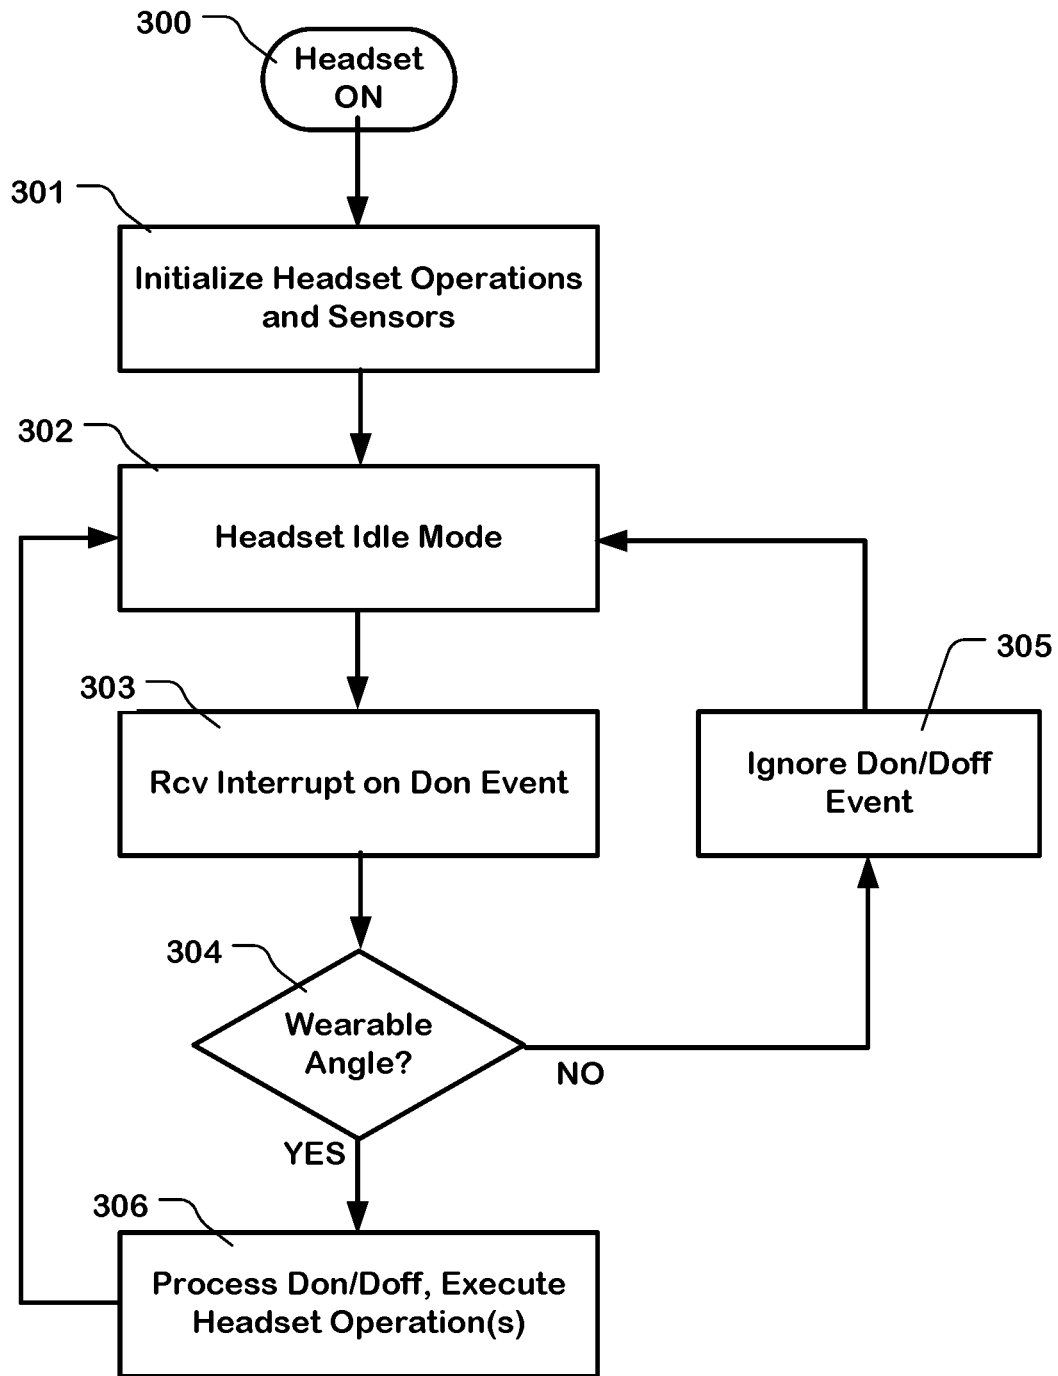 300
Headset
ON
301
Initialize Headset Operations
and Sensors
302
Headset Idle Mode
303
Rcv Interrupt on Don Event
305
Ignore Don/Doff
Event
304
Wearable
Angle?
NO
YES
306
Process Don/Doff, Execute
Headset Operation(s)